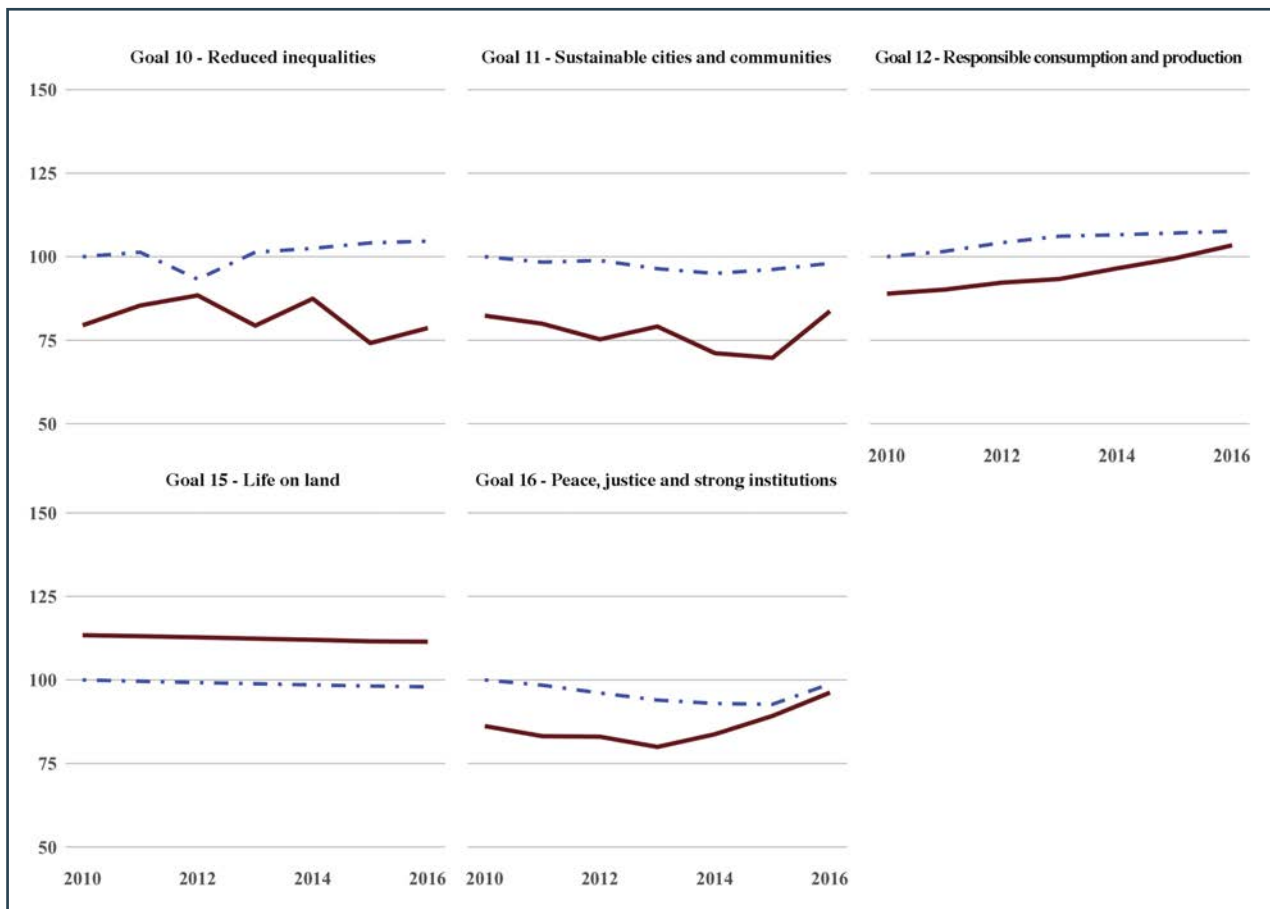 Goal 10 - Reduced inequalities
Goal 11 - Sustainable cities and communities
Goal 12 - Responsible consumption and production
150
125
100
75
50
2010 2012 2014 2016
Goal 15 - Life on land
Goal 16 - Peace, justice and strong institutions
150
125
100
75
50
2010 2012 2014 2016
2010 2012 2014 2016